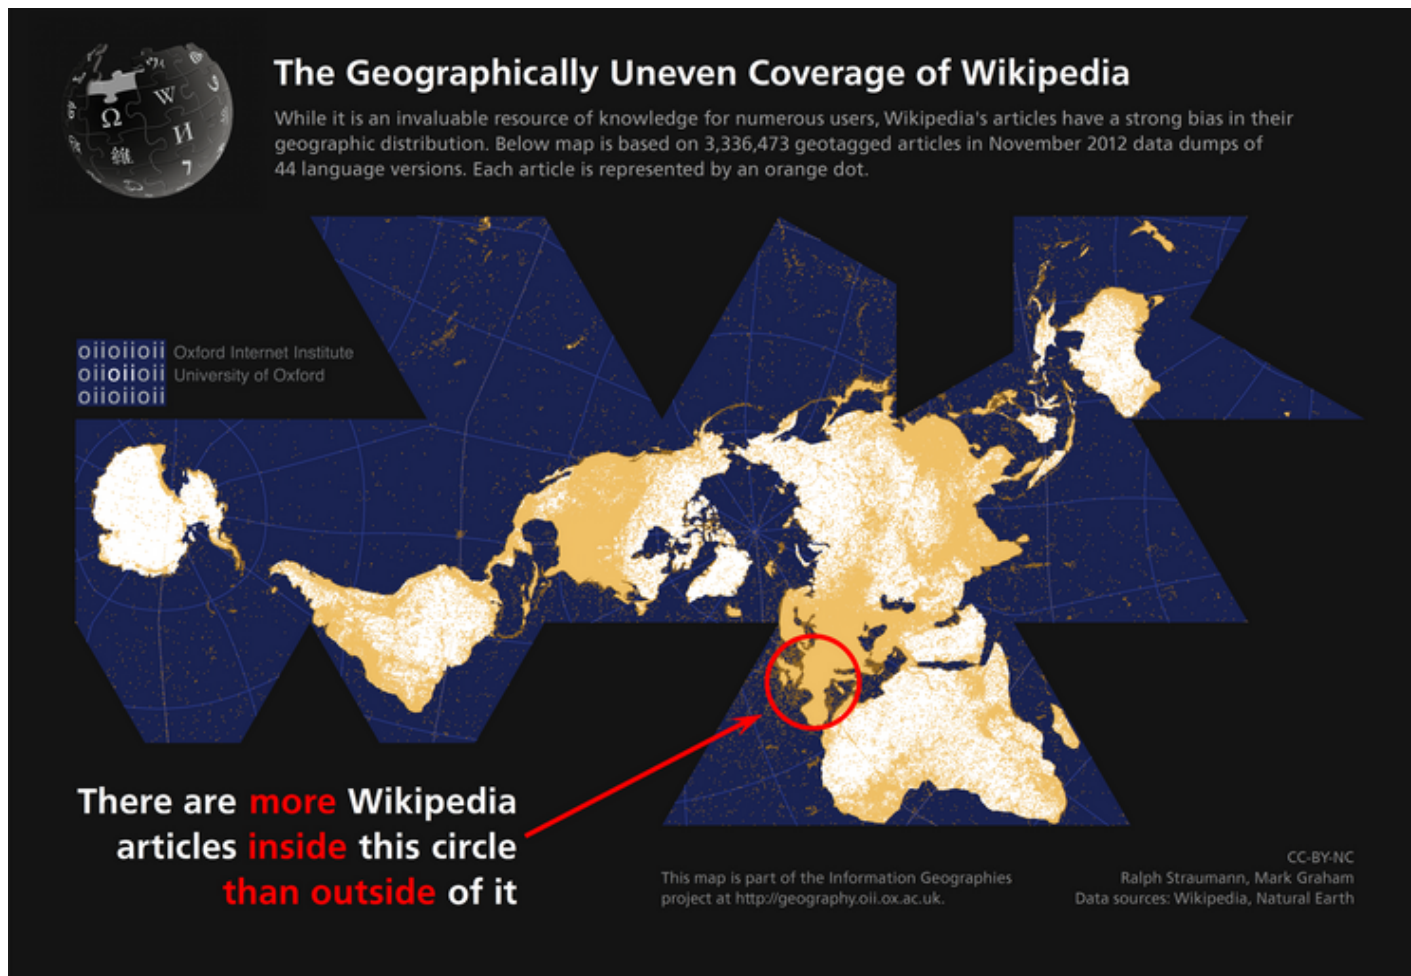 The Geographically Uneven Coverage of Wikipedia
While it is an invaluable resource of knowledge for numerous users, Wikipedia's articles have a strong bias in their
geographic distribution. Below map is based on 3,336,473 geotagged articles in November 2012 data dumps of
44 language versions. Each article is represented by an orange dot.
Ω W И 維 7
oiioiioii Oxford Internet Institute
oiioiioii University of Oxford
oiioiioii
There are more Wikipedia
articles inside this circle
than outside of it
This map is part of the Information Geographies
project at http://geography.oii.ox.ac.uk.
CC-BY-NC
Ralph Straumann, Mark Graham
Data sources: Wikipedia, Natural Earth